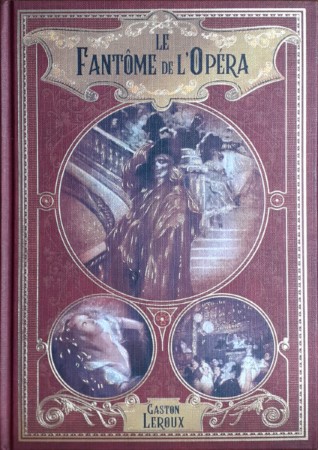 LE
FANTÔME DE L'OPÉRA
GASTON
LEROUX